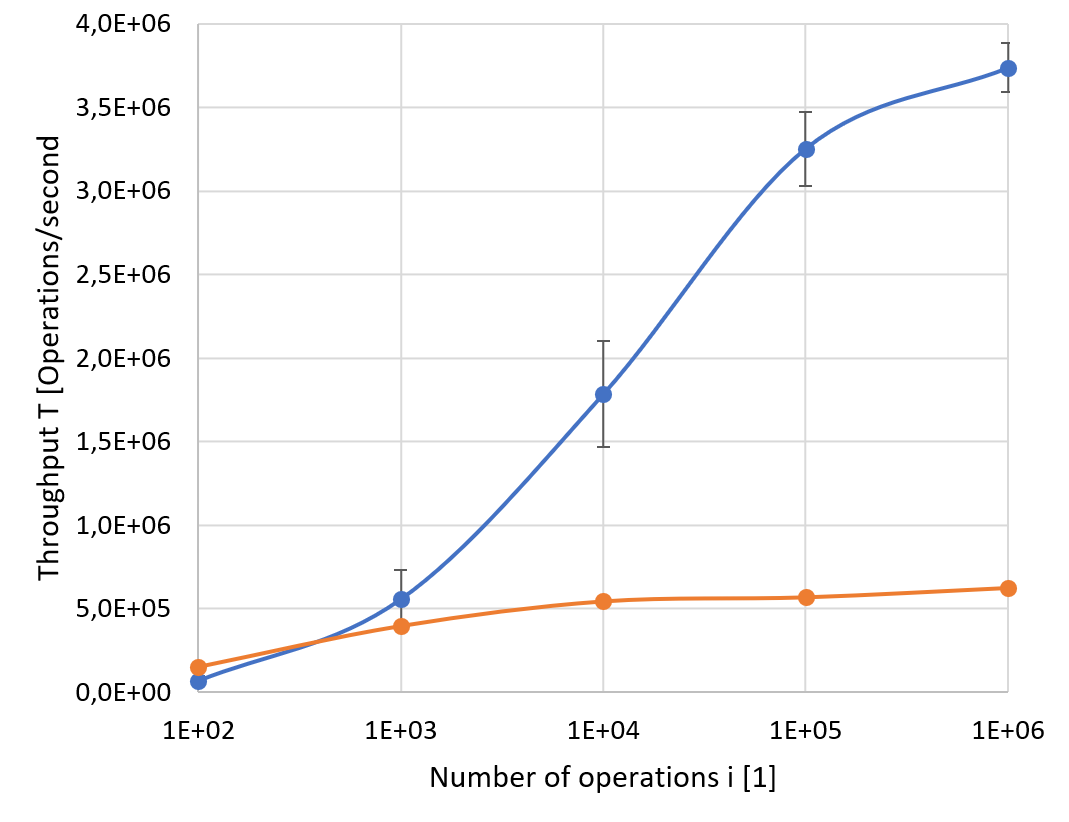 4,0E+06
3,5E+06
3,0E+06
2,5E+06
2,0E+06
1,5E+06
1,0E+06
5,0E+05
0,0E+00
Throughput T [Operations/second
1E+02 1E+03 1E+04 1E+05 1E+06
Number of operations i [1]